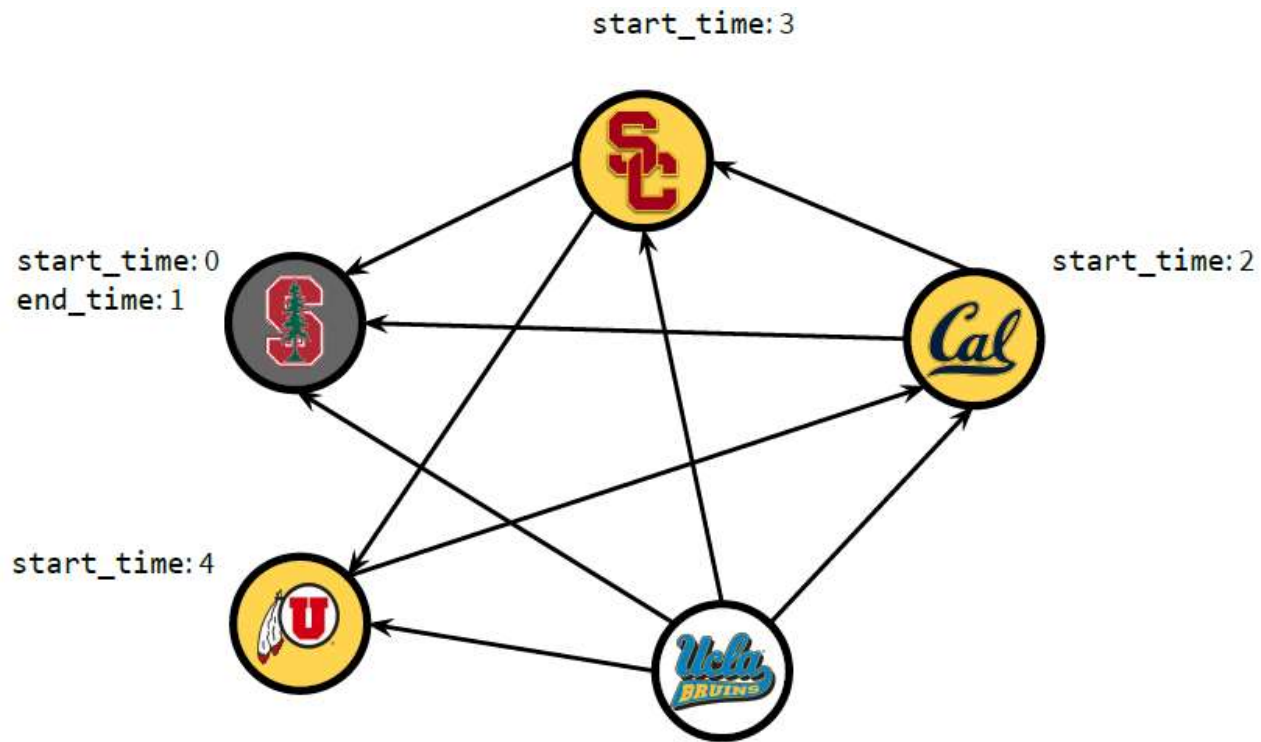 start_time: 3
SC
start_time: 0
end_time: 1
S
start_time: 2
Cal
start_time: 4
U
Ucla
BRUINS